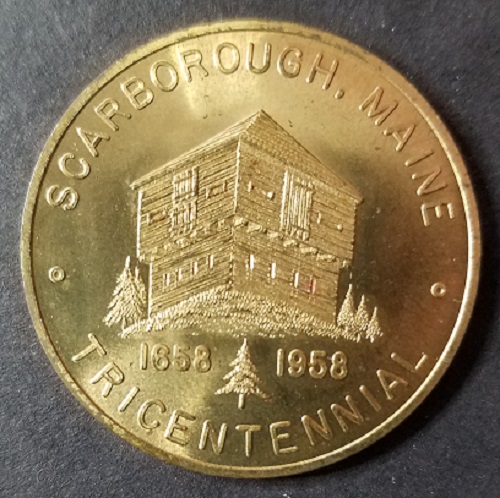 SCARBOROUGH, MAINE
1658 1958
TRICENTENNIAL